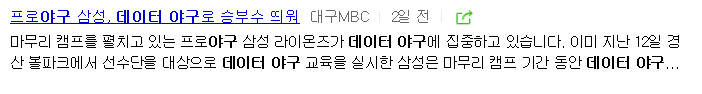 프로야구 삼성, 데이터 야구로 승부수 띄워 대구MBC 2일 전
마무리 캠프를 펼치고 있는 프로야구 삼성 라이온즈가 데이터 야구에 집중하고 있습니다. 이미 지난 12일 경
산 볼파크에서 선수단을 대상으로 데이터 야구 교육을 실시한 삼성은 마무리 캠프 기간 동안 데이터 야구...